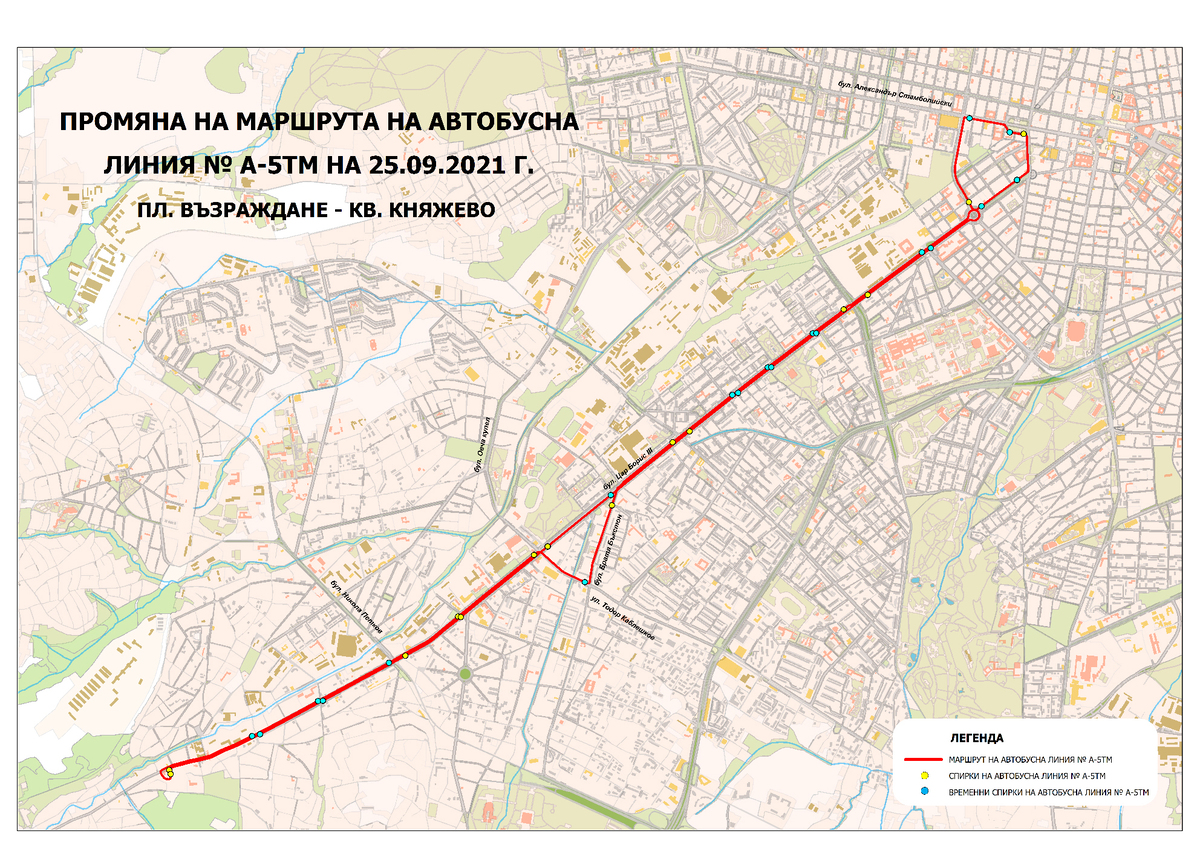 ПРОМЯНА НА МАРШРУТА НА АВТОБУСНА
ЛИНИЯ № А-5ТМ НА 25.09.2021 Г.
ПЛ. ВЪЗРАЖДАНЕ - КВ. КНЯЖЕВО
бул. Александър Стамболийски
бул. Овча купел
бул. Цар Борис III
бул. Братя Бъкстон
бул. Никола Петков
ул. Тодор Каблешков
ЛЕГЕНДА
МАРШРУТ НА АВТОБУСНА ЛИНИЯ № А-5ТМ
СПИРКИ НА АВТОБУСНА ЛИНИЯ № А-5ТМ
ВРЕМЕННИ СПИРКИ НА АВТОБУСНА ЛИНИЯ № А-5ТМ